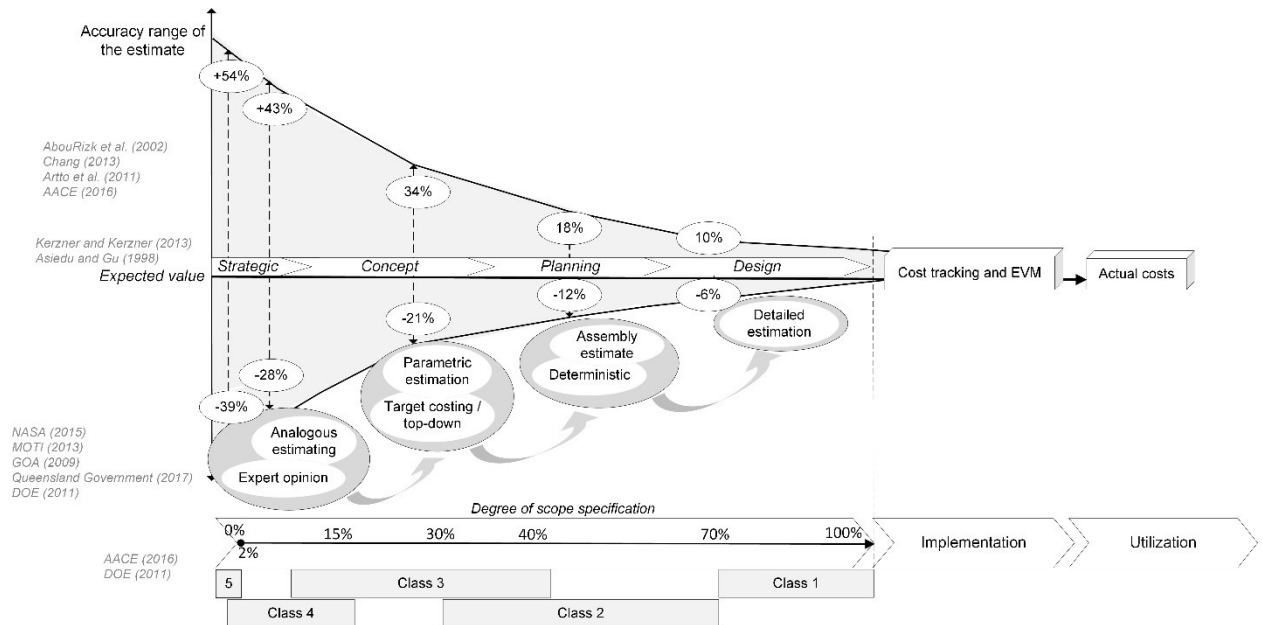 Accuracy range of
the estimate
+54%
+43%
AbouRizk et al. (2002)
Chang (2013)
Artto et al. (2011)
AACE (2016)
34%
18%
10%
Kerzner and Kerzner (2013)
Asiedu and Gu (1998)
Strategic
Concept
Planning
Design
Expected value
Cost tracking and EVM
Actual costs
-12%
-6%
-21%
Detailed
estimation
Assembly
estimate
Deterministic
Parametric
estimation
Target costing /
top-down
-28%
-39%
Analogous
estimating
Expert opinion
NASA (2015)
MOTI (2013)
GOA (2009)
Queensland Government (2017)
DOE (2011)
Degree of scope specification
0%
2%
15%
30%
40%
70%
100%
Implementation
Utilization
AACE (2016)
DOE (2011)
5
Class 3
Class 1
Class 4
Class 2